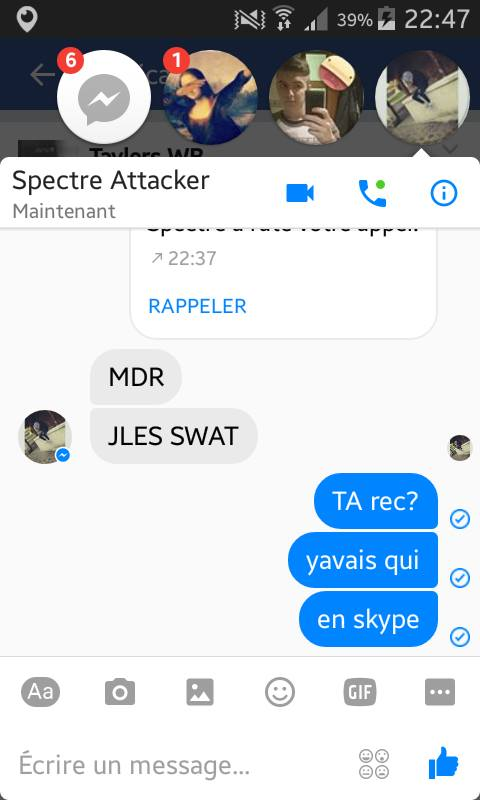 39% 22:47
6 1
Taylers WB
Spectre Attacker
Maintenant
Spectre a raté votre appel.
22:37
RAPPELER
MDR
JLES SWAT
TA rec?
yavais qui
en skype
Aa GIF
Écrire un message...